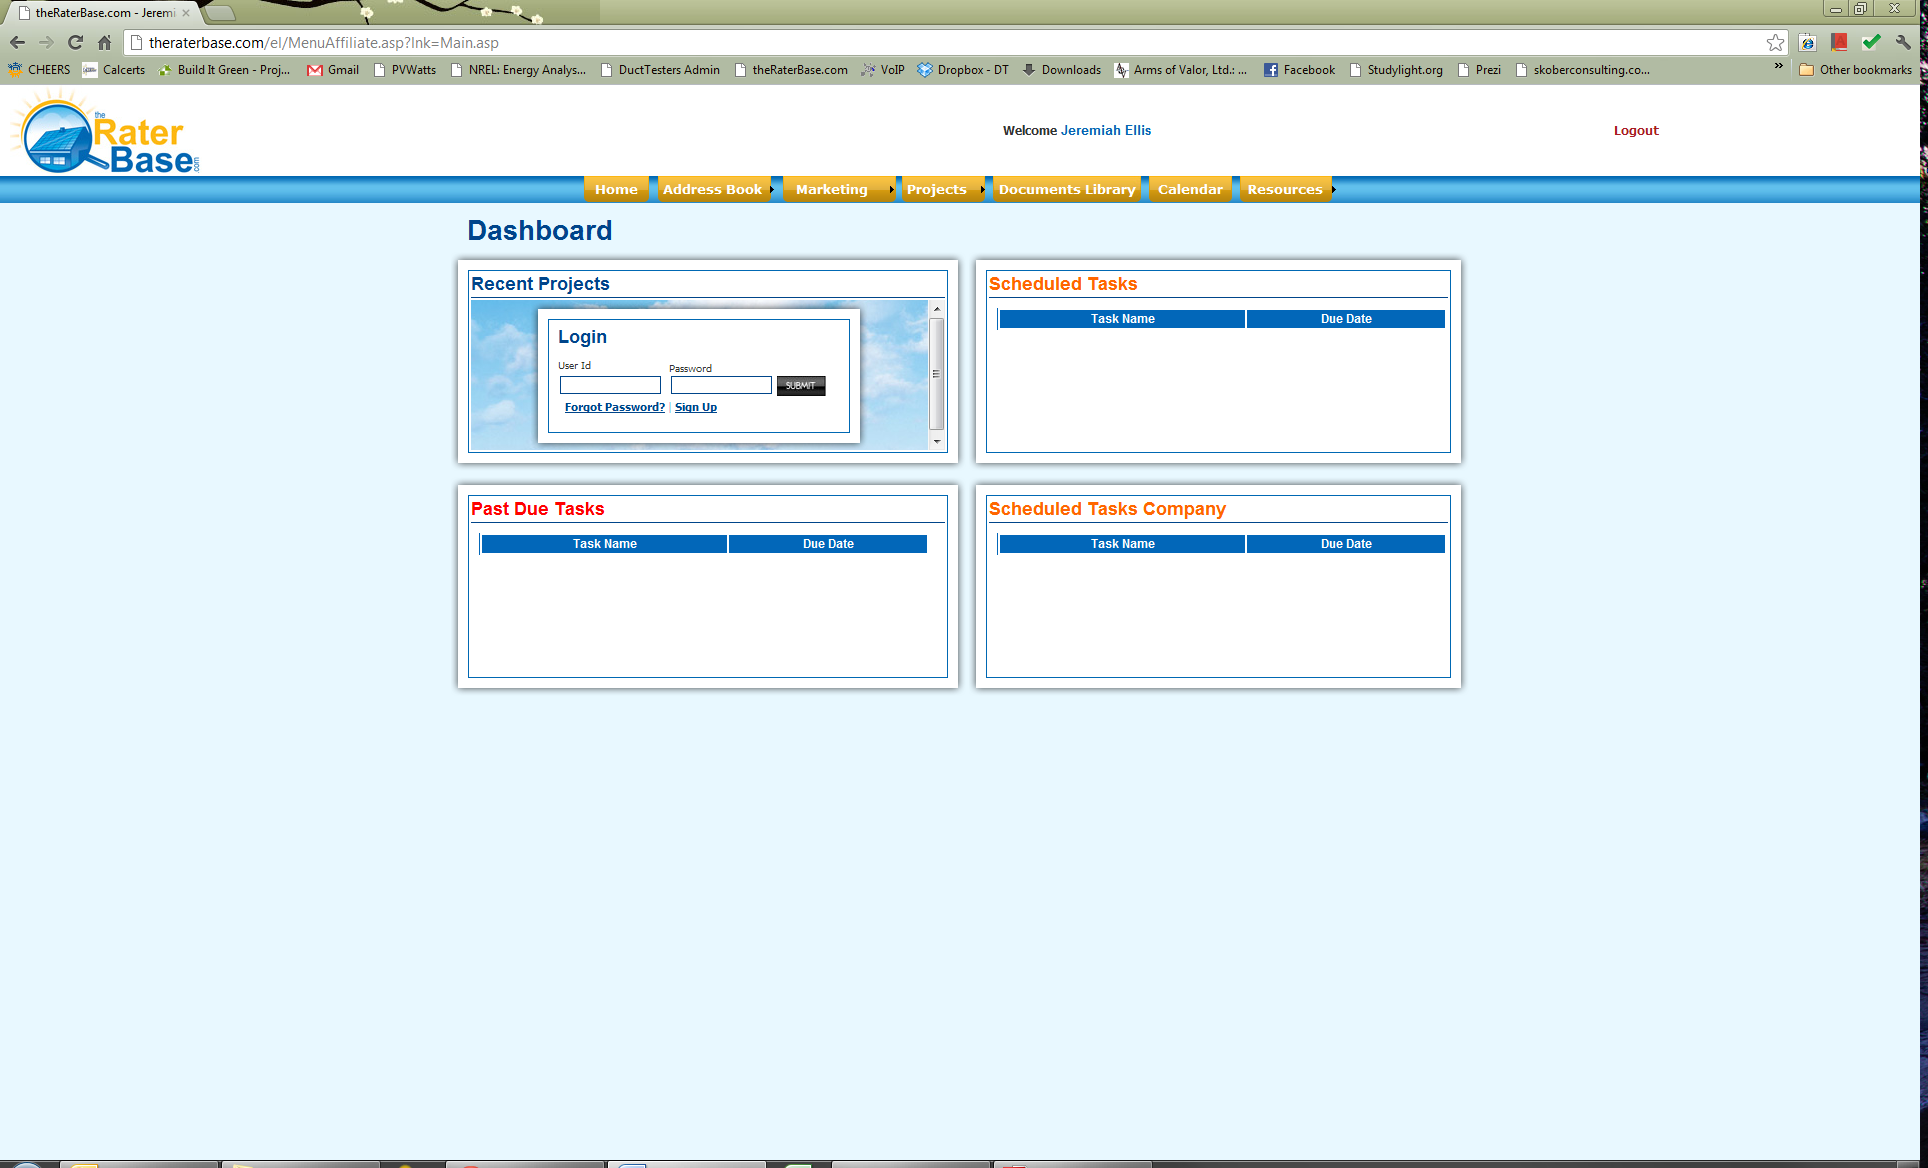 theRaterBase.com - Jeremi
theraterbase.com/el/MenuAffiliate.asp?lnk=Main.asp
CHEERS Calcerts Build It Green - Proj... Gmail PVWatts NREL: Energy Analys... DuctTesters Admin theRaterBase.com VoIP Dropbox - DT Downloads Arms of Valor, Ltd.: ... Facebook Studylight.org Prezi skoberconsulting.co... » Other bookmarks
the
Rater
Base.com
Welcome Jeremiah Ellis
Logout
Home Address Book Marketing Projects Documents Library Calendar Resources
Dashboard
Recent Projects
Login
User Id Password
SUBMIT
Forgot Password? | Sign Up
Scheduled Tasks
Task Name Due Date
Past Due Tasks
Task Name Due Date
Scheduled Tasks Company
Task Name Due Date